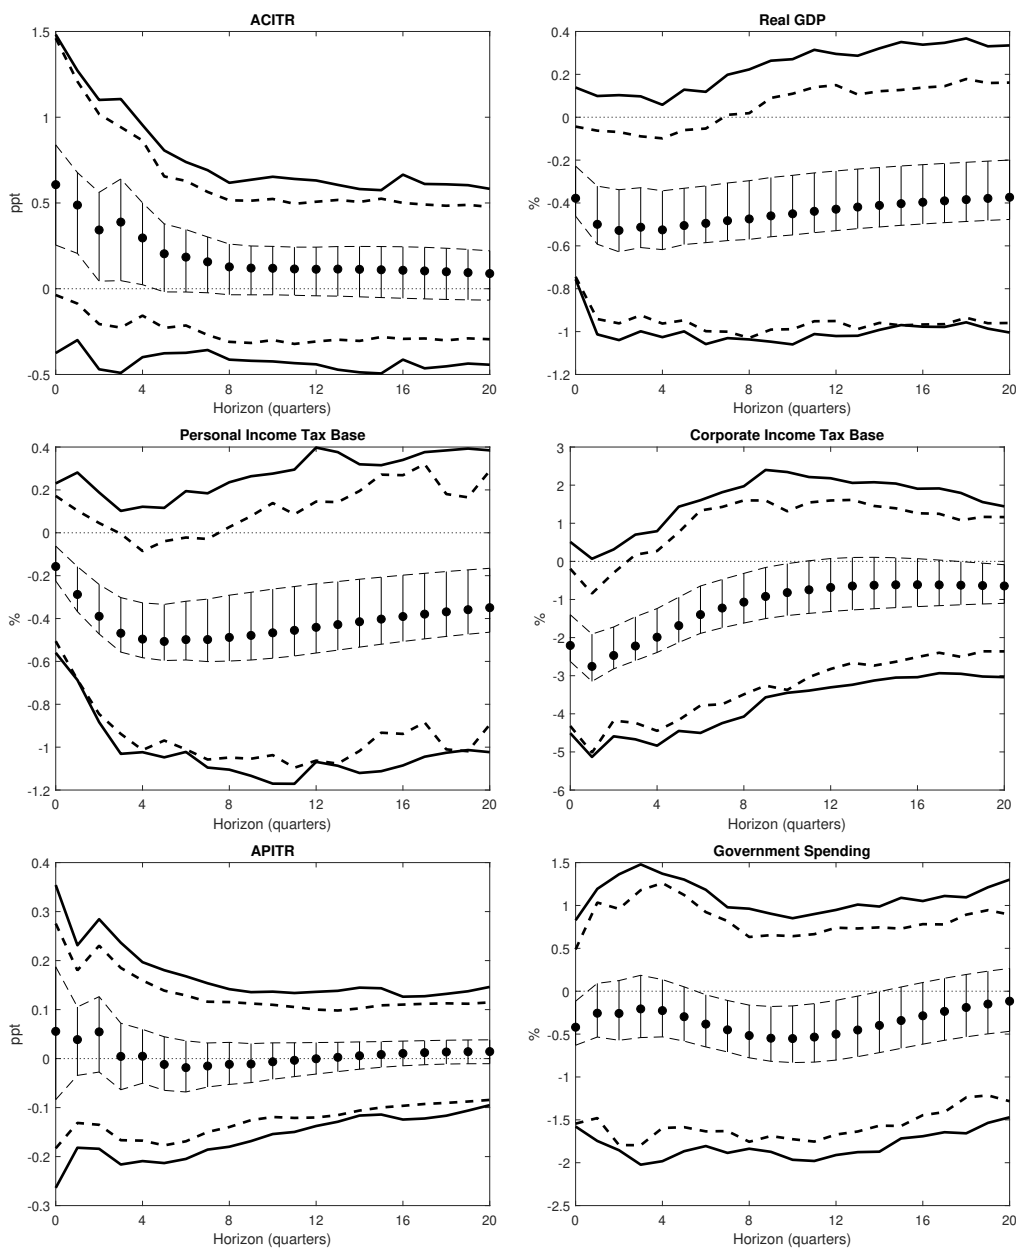 ACITR
1.5
1
0.5
0
-0.5
ppt
0 4 8 12 16 20
Horizon (quarters)
Real GDP
0.4
0.2
0
-0.2
-0.4
-0.6
-0.8
-1
-1.2
%
0 4 8 12 16 20
Horizon (quarters)
Personal Income Tax Base
0.4
0.2
0
-0.2
-0.4
-0.6
-0.8
-1
-1.2
%
0 4 8 12 16 20
Horizon (quarters)
Corporate Income Tax Base
3
2
1
0
-1
-2
-3
-4
-5
-6
%
0 4 8 12 16 20
Horizon (quarters)
APITR
0.4
0.3
0.2
0.1
0
-0.1
-0.2
-0.3
ppt
0 4 8 12 16 20
Horizon (quarters)
Government Spending
1.5
1
0.5
0
-0.5
-1
-1.5
-2
-2.5
%
0 4 8 12 16 20
Horizon (quarters)